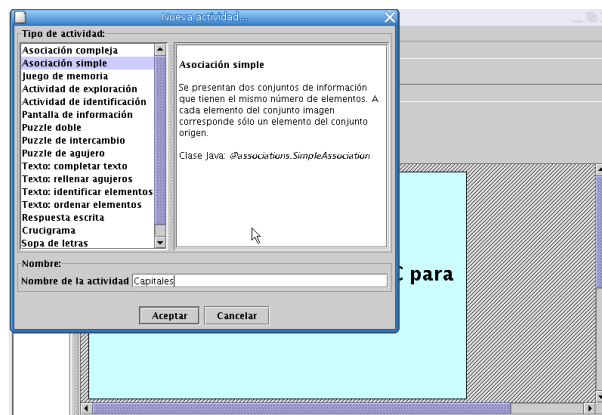 Nueva actividad...
Tipo de actividad:
Asociación compleja
Asociación simple
Juego de memoria
Actividad de exploración
Actividad de identificación
Pantalla de información
Puzzle doble
Puzzle de intercambio
Puzzle de agujero
Texto: completar texto
Texto: rellenar agujeros
Texto: identificar elementos
Texto: ordenar elementos
Respuesta escrita
Crucigrama
Sopa de letras
Asociación simple
Se presentan dos conjuntos de información
que tienen el mismo número de elementos. A
cada elemento del conjunto imagen
corresponde sólo un elemento del conjunto
origen.
Clase Java: @associations.SimpleAssociation
Nombre:
Nombre de la actividad Capitales
Aceptar Cancelar
para